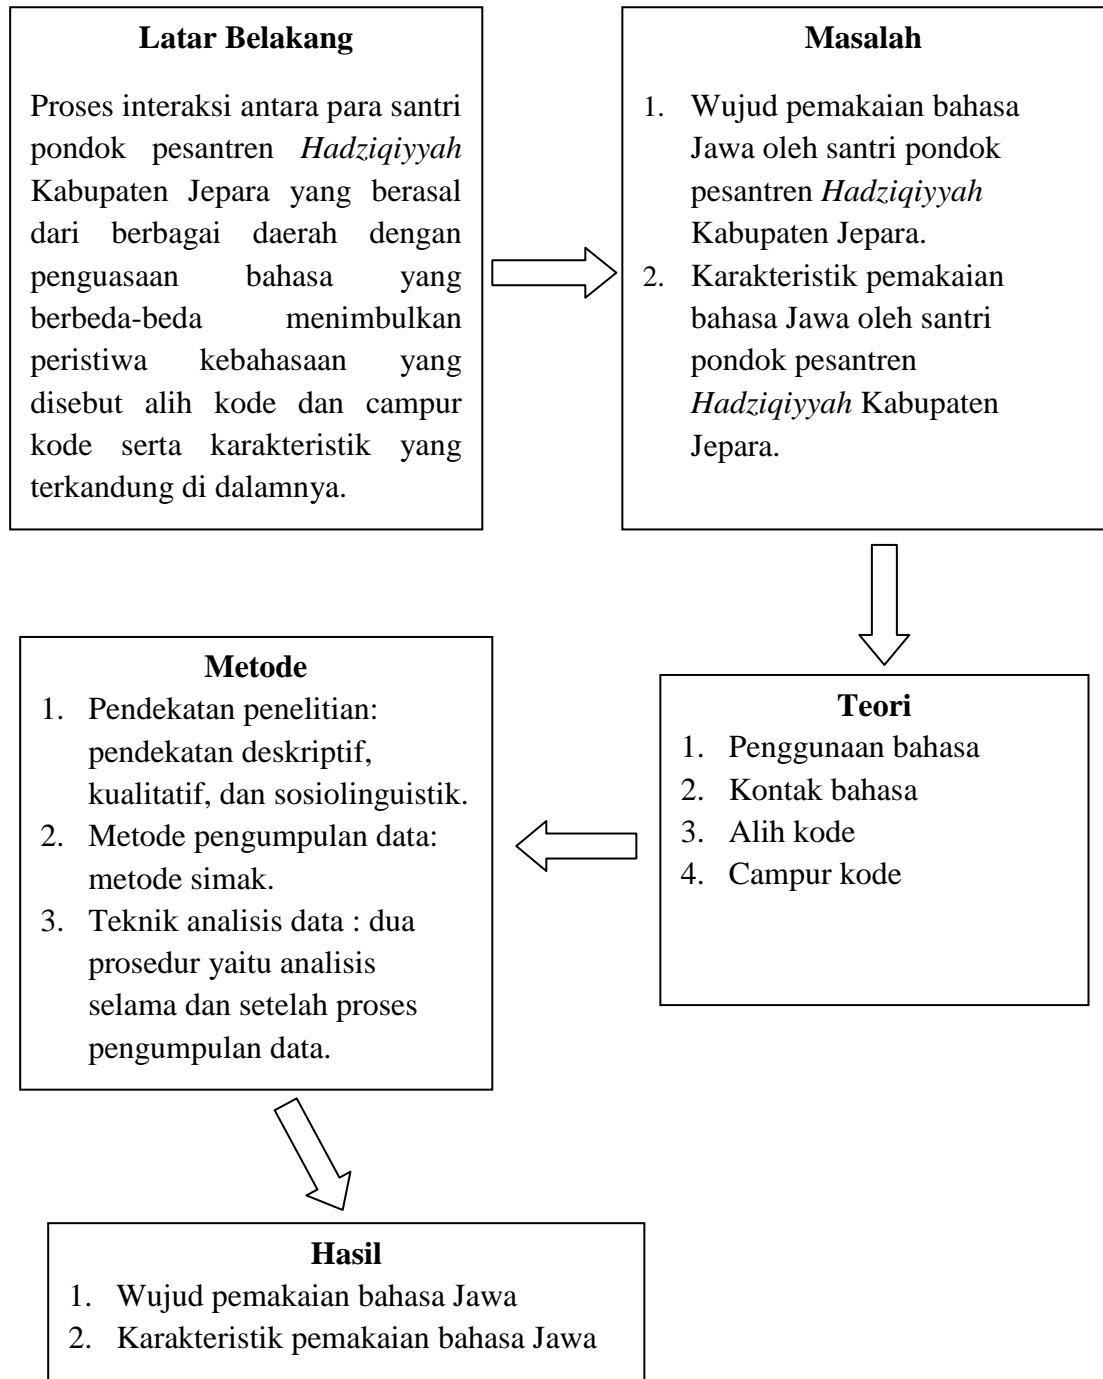 Latar Belakang
Proses interaksi antara para santri
pondok pesantren Hadziqiyyah
Kabupaten Jepara yang berasal
dari berbagai daerah dengan
penguasaan bahasa yang
berbeda-beda menimbulkan
peristiwa kebahasaan yang
disebut alih kode dan campur
kode serta karakteristik yang
terkandung di dalamnya.
Masalah
1. Wujud pemakaian bahasa
Jawa oleh santri pondok
pesantren Hadziqiyyah
Kabupaten Jepara.
2. Karakteristik pemakaian
bahasa Jawa oleh santri
pondok pesantren
Hadziqiyyah Kabupaten
Jepara.
Teori
1. Penggunaan bahasa
2. Kontak bahasa
3. Alih kode
4. Campur kode
Metode
1. Pendekatan penelitian:
pendekatan deskriptif,
kualitatif, dan sosiolinguistik.
2. Metode pengumpulan data:
metode simak.
3. Teknik analisis data : dua
prosedur yaitu analisis
selama dan setelah proses
pengumpulan data.
Hasil
1. Wujud pemakaian bahasa Jawa
2. Karakteristik pemakaian bahasa Jawa